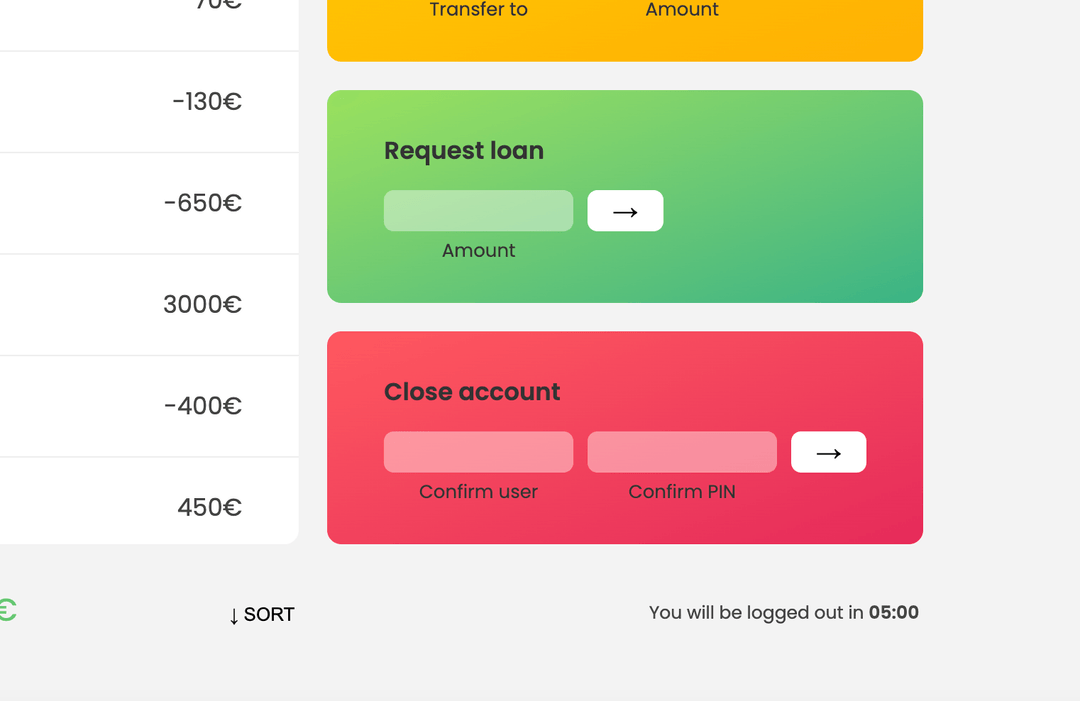 70€
-130€
-650€
3000€
-400€
450€
€
↓ SORT
Transfer to
Amount
Request loan
→
Amount
Close account
→
Confirm user
Confirm PIN
You will be logged out in 05:00